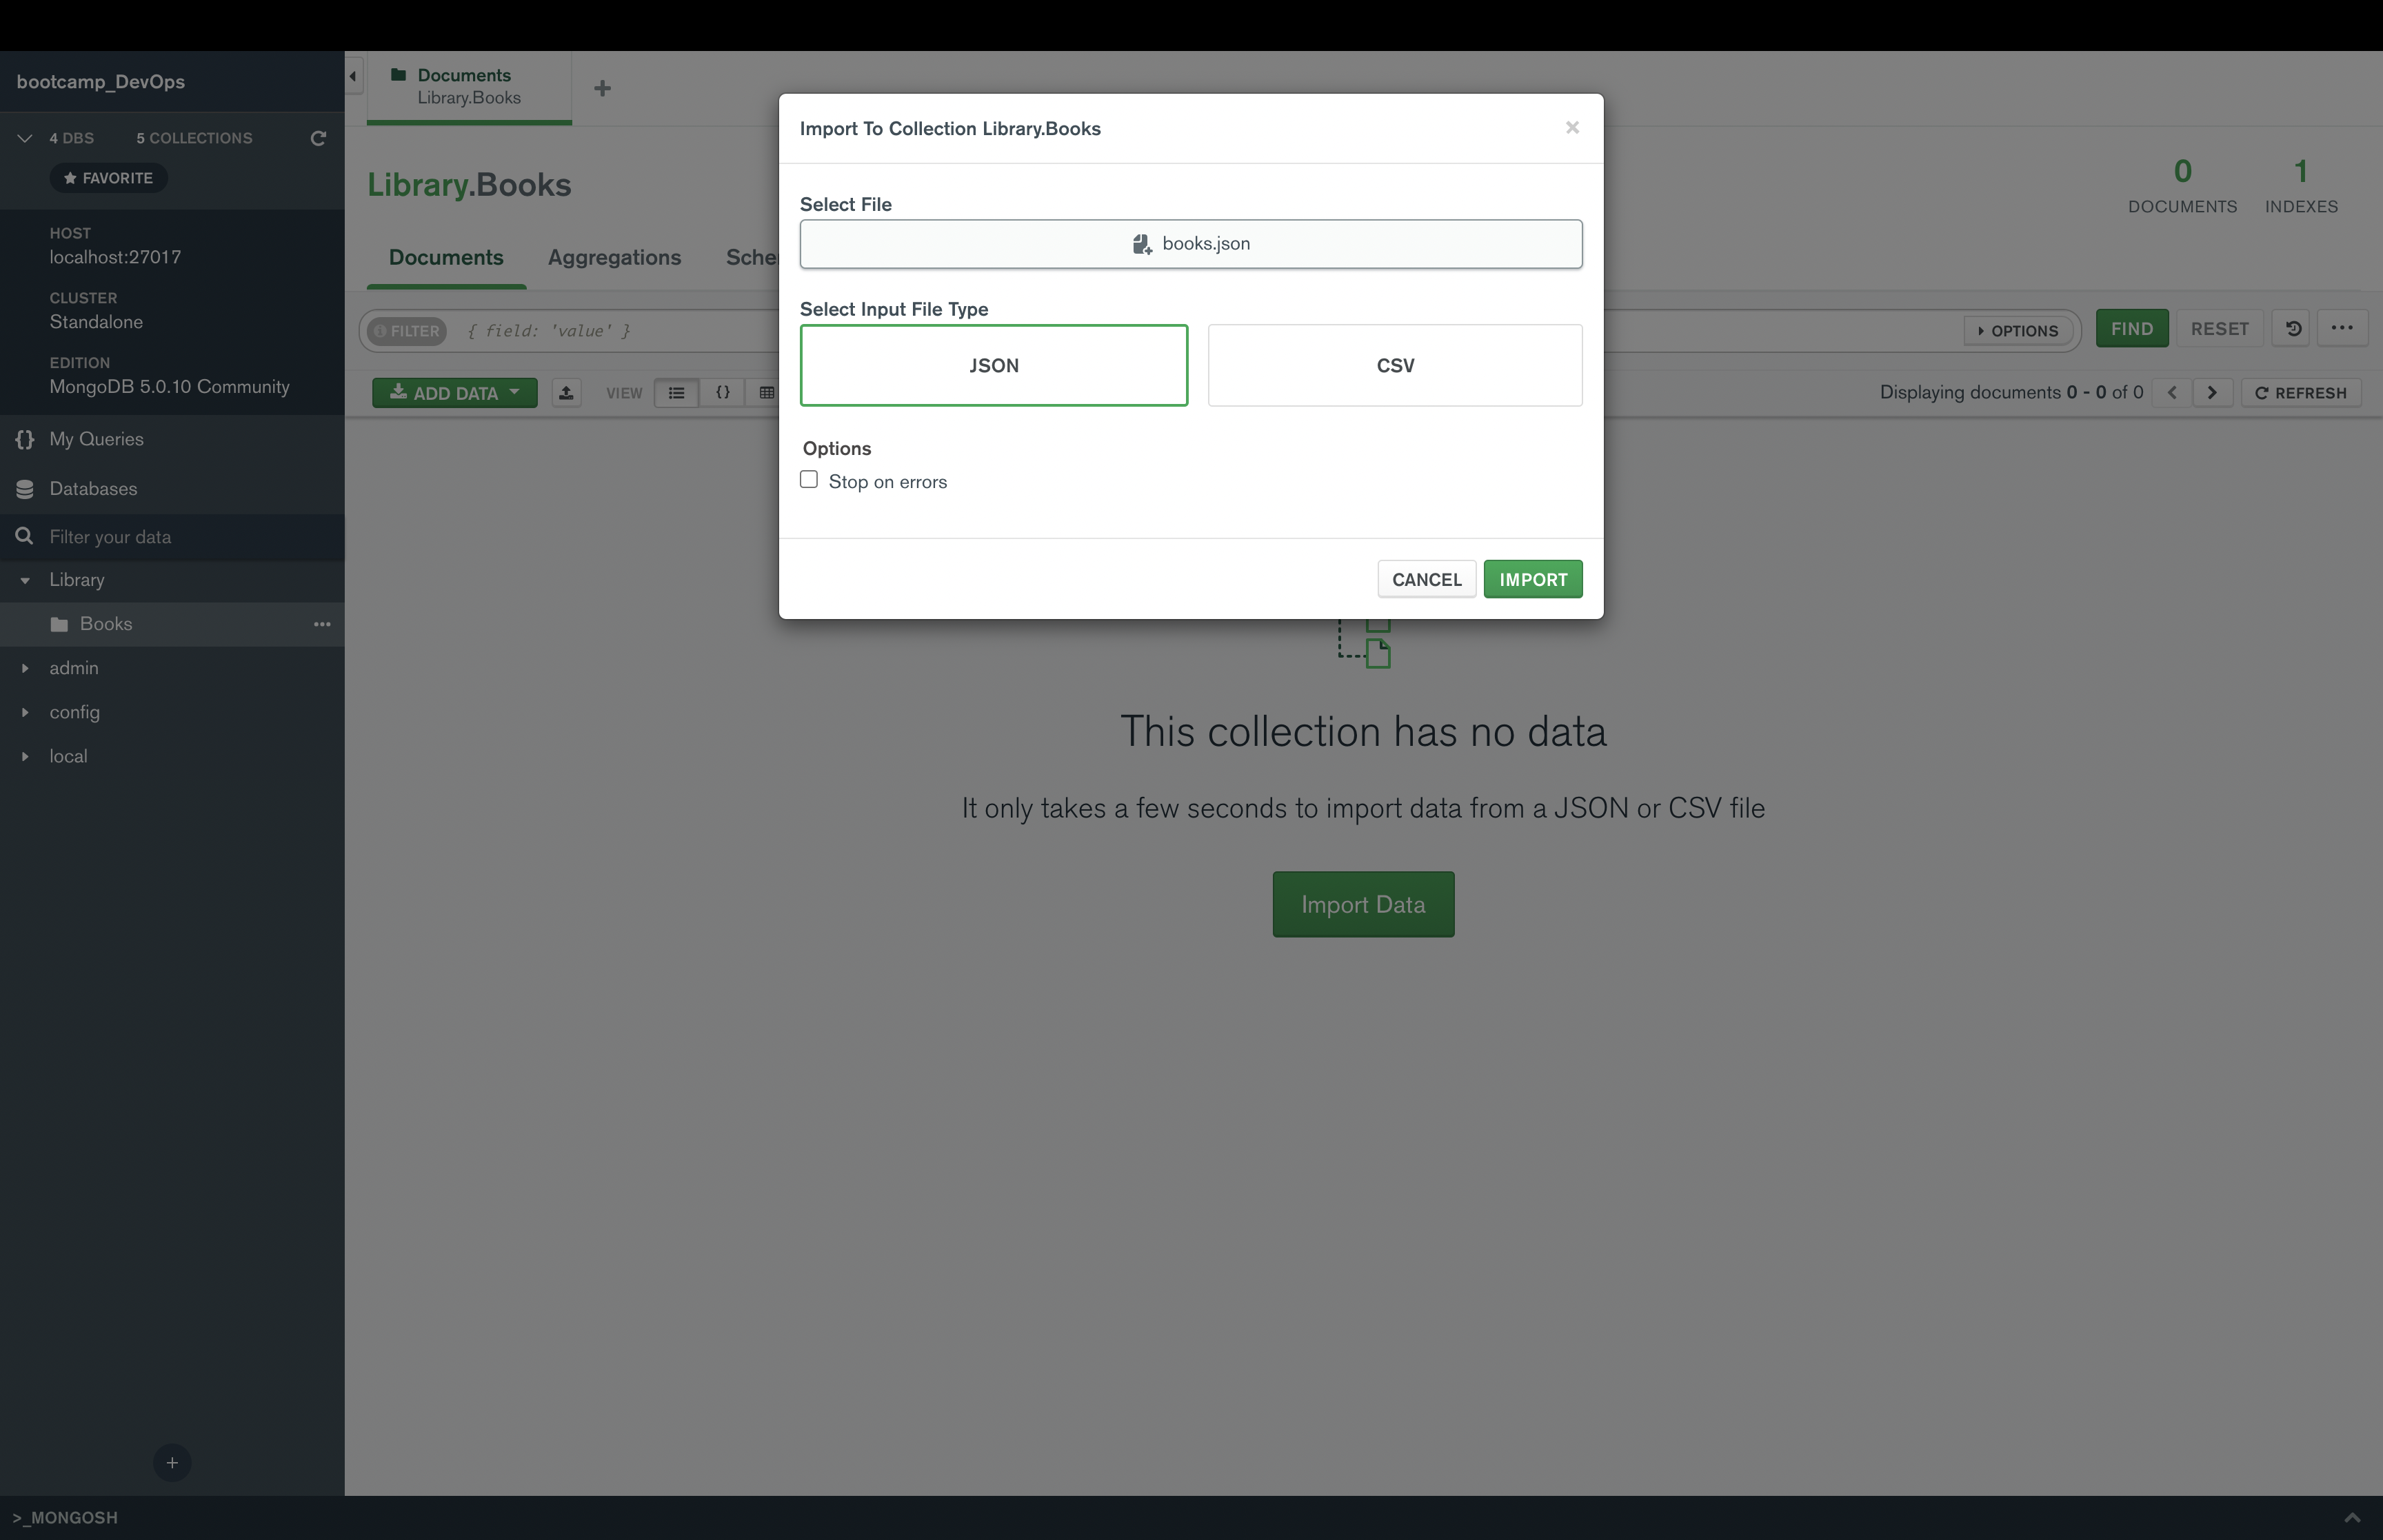 bootcamp_DevOps
4 DBS 5 COLLECTIONS
FAVORITE
HOST
localhost:27017
CLUSTER
Standalone
EDITION
MongoDB 5.0.10 Community
My Queries
Databases
Filter your data
Library
Books
admin
config
local
+
>_MONGOSH
Documents
Library.Books
Library.Books
0
DOCUMENTS
1
INDEXES
Documents Aggregations Sche
FILTER { field: 'value' }
OPTIONS
FIND
RESET
ADD DATA
VIEW
{}
Displaying documents 0 - 0 of 0
REFRESH
Import To Collection Library.Books
Select File
books.json
Select Input File Type
JSON
CSV
Options
Stop on errors
CANCEL
IMPORT
This collection has no data
It only takes a few seconds to import data from a JSON or CSV file
Import Data